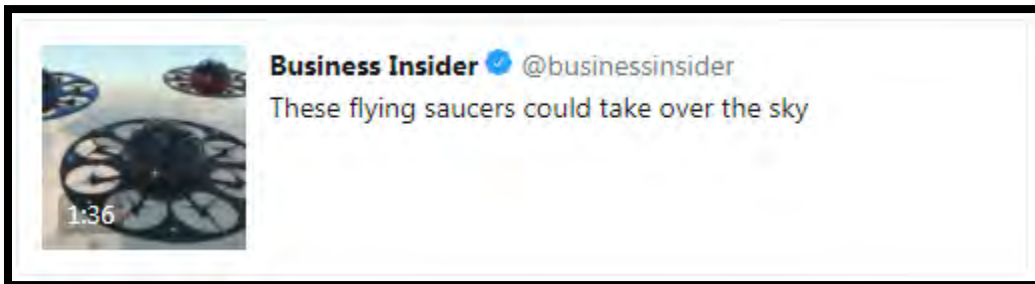 Business Insider @businessinsider
These flying saucers could take over the sky
1:36